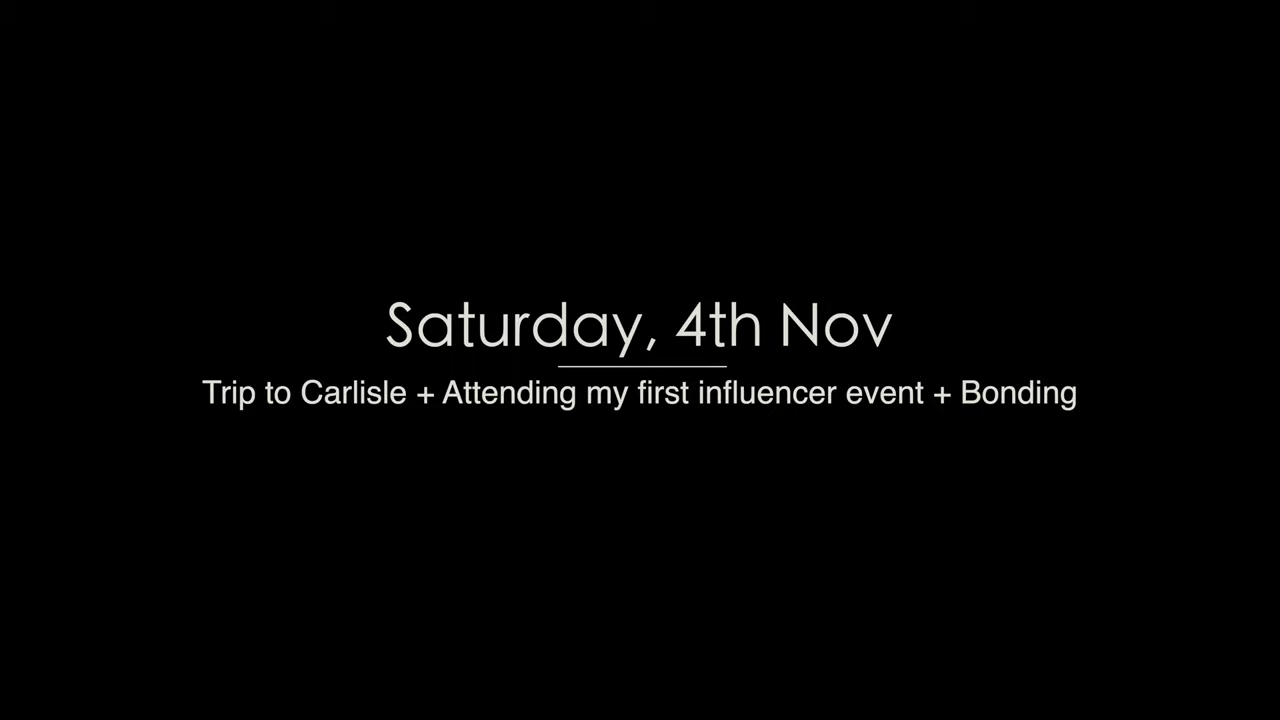 Saturday, 4th Nov
Trip to Carlisle + Attending my first influencer event + Bonding